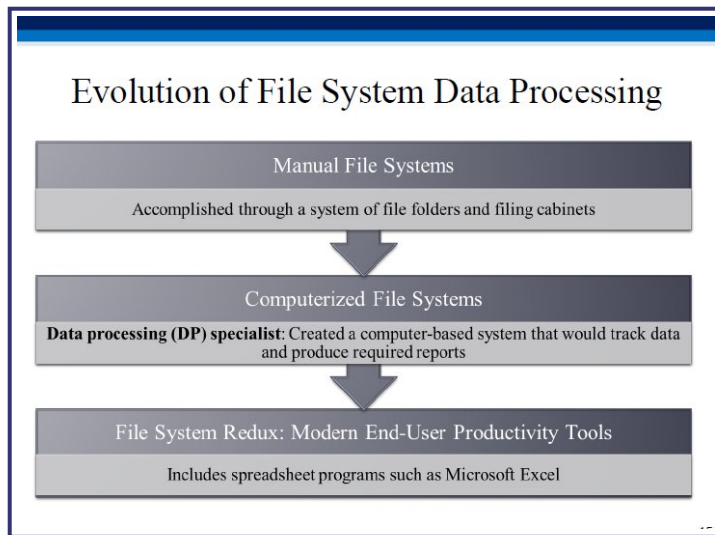 Evolution of File System Data Processing
Manual File Systems
Accomplished through a system of file folders and filing cabinets
Computerized File Systems
Data processing (DP) specialist: Created a computer-based system that would track data
and produce required reports
File System Redux: Modern End-User Productivity Tools
Includes spreadsheet programs such as Microsoft Excel